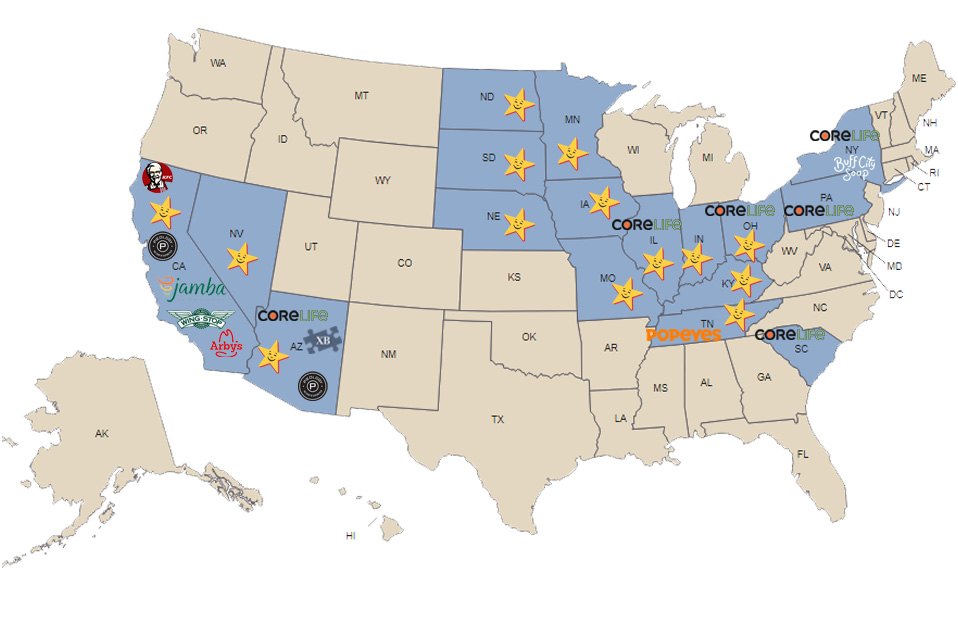 WA
MT
ND
MN
ME
OR
ID
SD
WI
MI
VT
NH
CORELIFE
NY
MA
Buff City
Soap
RI
CT
KFC
WY
NE
IA
CORELIFE
CORELIFE
CORELIFE
PA
NJ
OH
IL
IN
NV
UT
CO
KS
MO
KY
WV
VA
DE
MD
DC
P
CA
jamba
WING·STOP
Arby's
CORELIFE
AZ
XB
P
NM
OK
AR
POPEYES
TN
NC
CORELIFE
SC
MS
AL
GA
TX
LA
FL
AK
HI